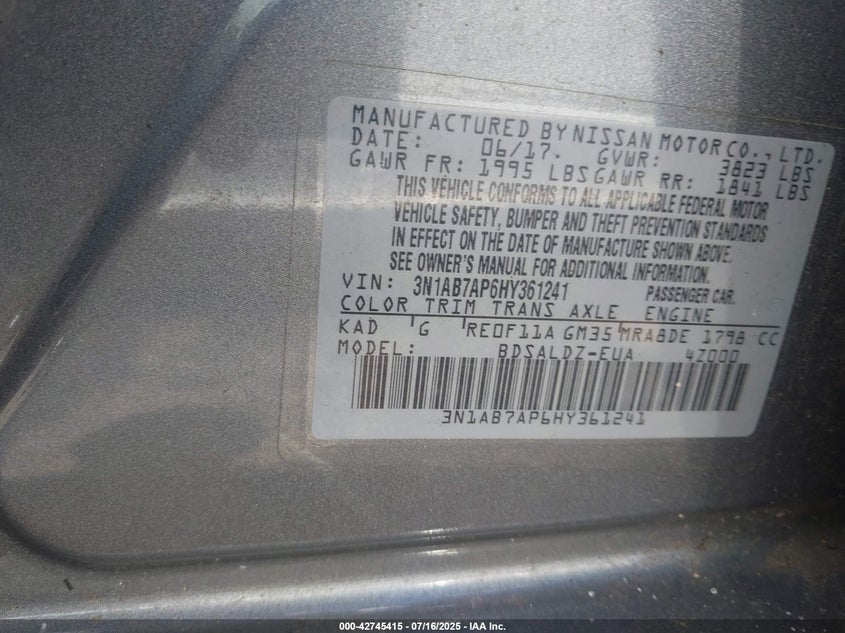 MANUFACTURED BY NISSAN MOTOR CO., LTD.
DATE: 06/17. GVWR: 3823 LBS
GAWR FR: 1995 LBS GAWR RR: 1841 LBS
THIS VEHICLE CONFORMS TO ALL APPLICABLE FEDERAL MOTOR
VEHICLE SAFETY, BUMPER AND THEFT PREVENTION STANDARDS
IN EFFECT ON THE DATE OF MANUFACTURE SHOWN ABOVE.
SEE OWNER'S MANUAL FOR ADDITIONAL INFORMATION.
VIN: 3N1AB7AP6HY361241 PASSENGER CAR.
COLOR TRIM TRANS AXLE ENGINE
KAD G RE0F11A GM35 MRA8DE 1798 CC
MODEL: BDSALDZ-EUA 4Z000
3N1AB7AP6HY361241
000-42745415 - 07/16/2025 - IAA Inc.